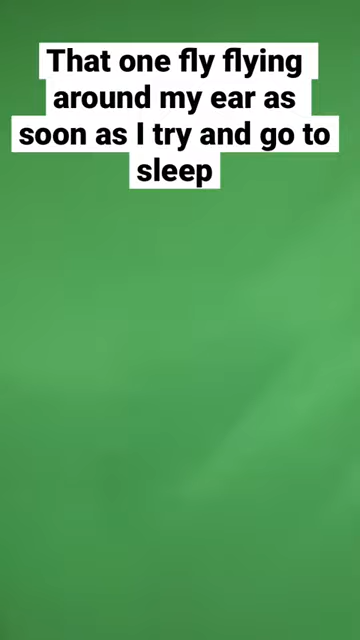 That one fly flying
around my ear as
soon as I try and go to
sleep